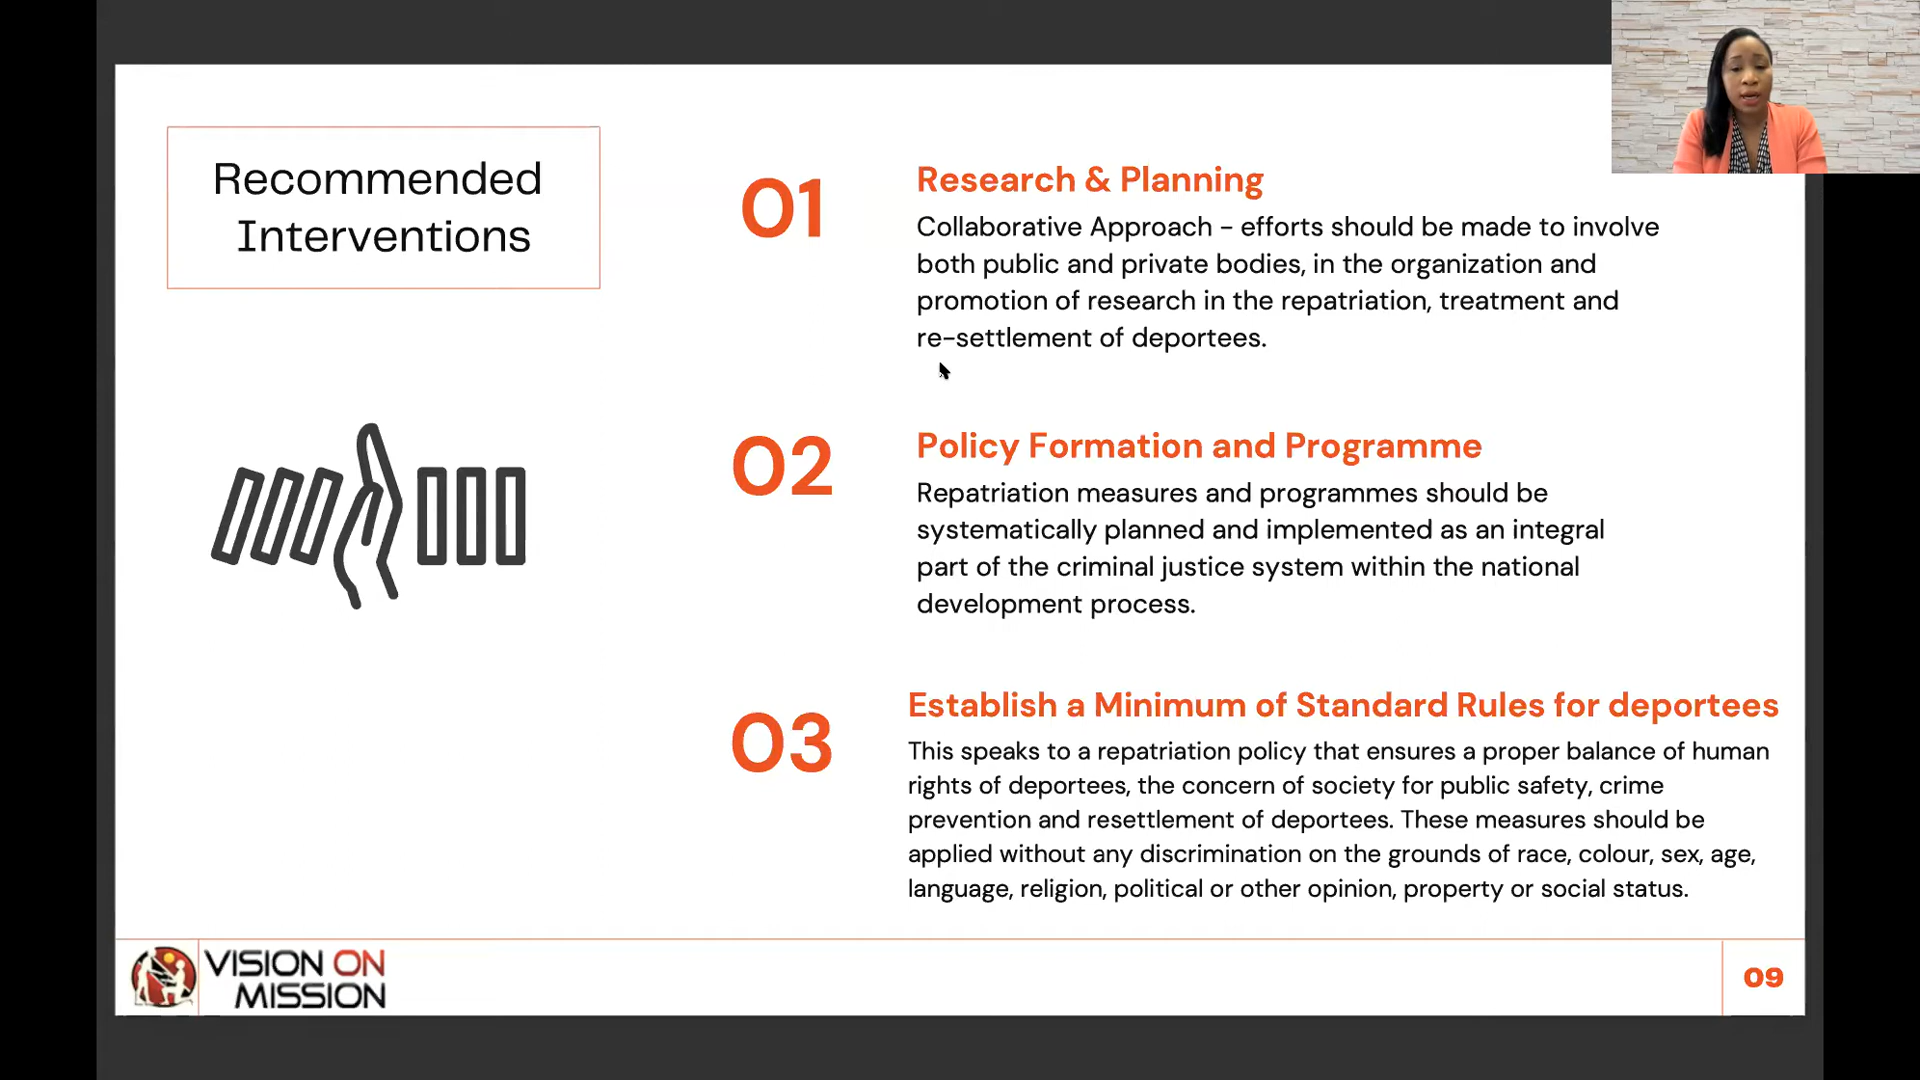 Recommended
Interventions
01
Research & Planning
Collaborative Approach - efforts should be made to involve
both public and private bodies, in the organization and
promotion of research in the repatriation, treatment and
re-settlement of deportees.
02
Policy Formation and Programme
Repatriation measures and programmes should be
systematically planned and implemented as an integral
part of the criminal justice system within the national
development process.
03
Establish a Minimum of Standard Rules for deportees
This speaks to a repatriation policy that ensures a proper balance of human
rights of deportees, the concern of society for public safety, crime
prevention and resettlement of deportees. These measures should be
applied without any discrimination on the grounds of race, colour, sex, age,
language, religion, political or other opinion, property or social status.
VISION ON
MISSION
09